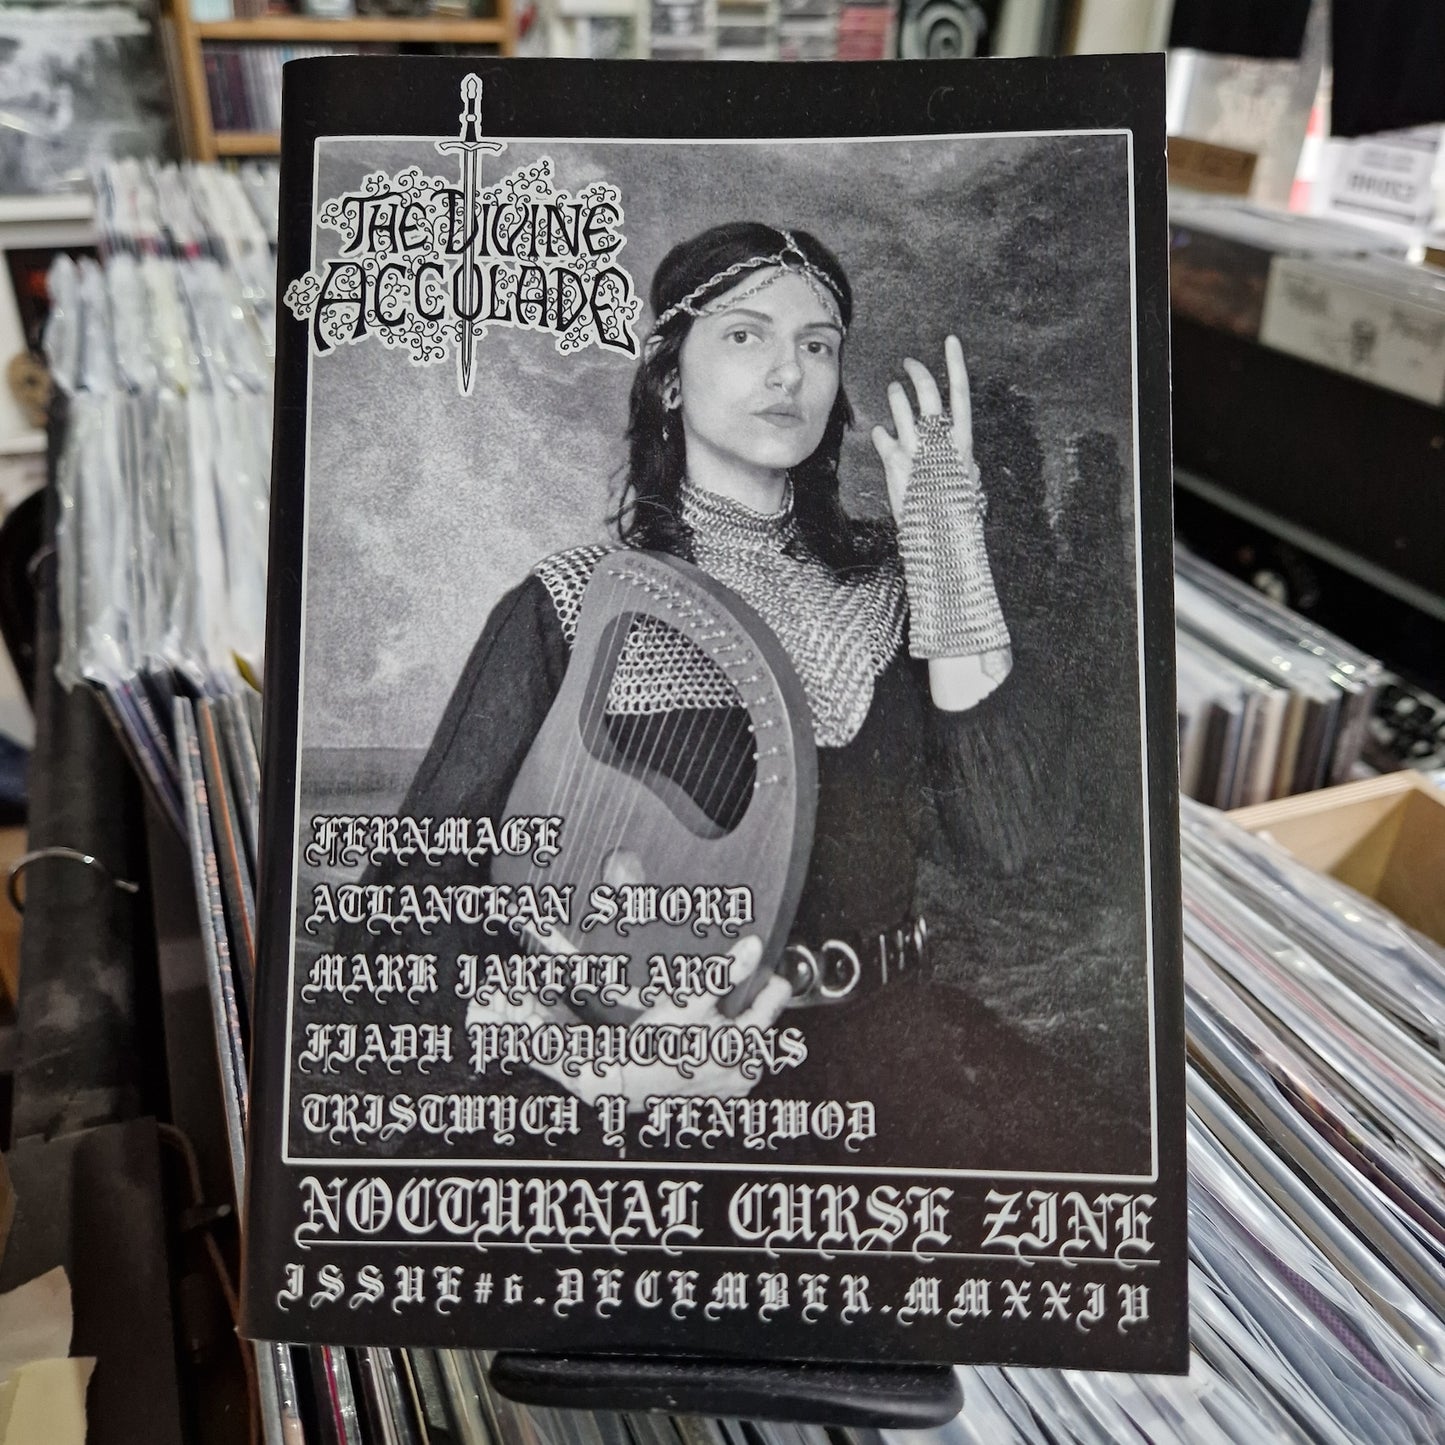 THE DIVINE
ACCOLADE
FERNMAGE
ATLANTEAN SWORD
MARK JARELL ART
FIADH PRODUCTIONS
TRISTWYCH Y FENYWOD
NOCTURNAL CURSE ZINE
ISSUE#6.DECEMBER.MMXXIV